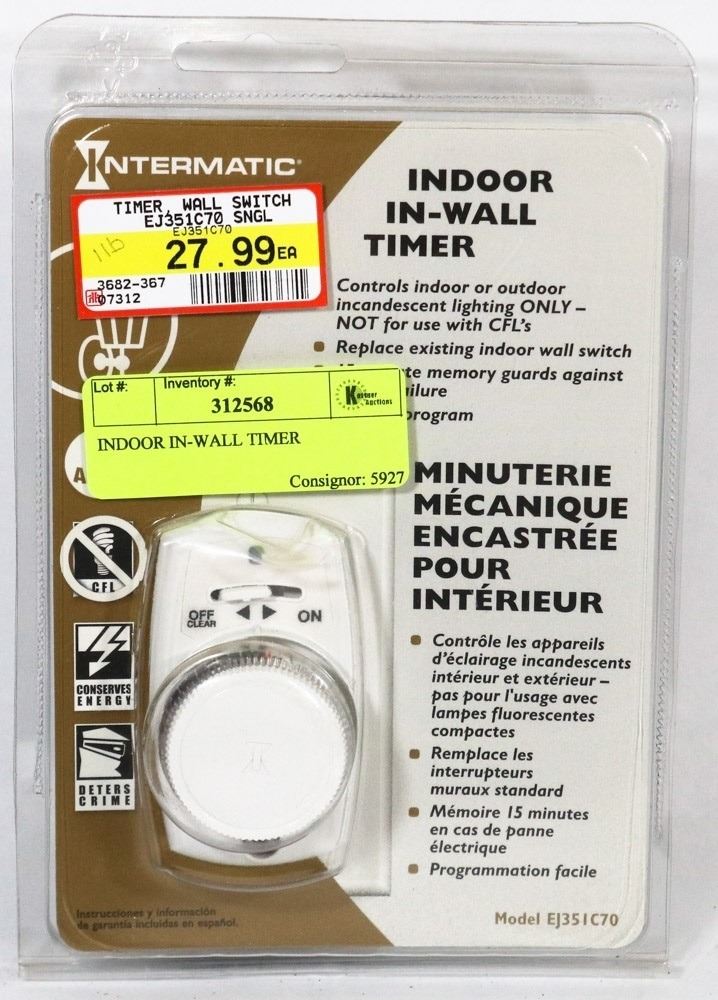 INTERMATIC®
TIMER, WALL SWITCH
EJ351C70 SNGL
EJ351C70
27.99EA
3682-367
07312
INDOOR
IN-WALL
TIMER
Controls indoor or outdoor
incandescent lighting ONLY –
NOT for use with CFL's
Replace existing indoor wall switch
memory guards against
Lot #:
Inventory #:
312568
Kastner
Auctions
INDOOR IN-WALL TIMER
Consignor: 5927
A
MINUTERIE
MÉCANIQUE
ENCASTRÉE
POUR
INTÉRIEUR
CFL
OFF
CLEAR
ON
CONSERVES
ENERGY
DETERS
CRIME
Contrôle les appareils
d'éclairage incandescents
intérieur et extérieur –
pas pour l'usage avec
lampes fluorescentes
compactes
Remplace les
interrupteurs
muraux standard
Mémoire 15 minutes
en cas de panne
électrique
Programmation facile
Instrucciones y información
de garantía incluidas en español.
Model EJ351C70